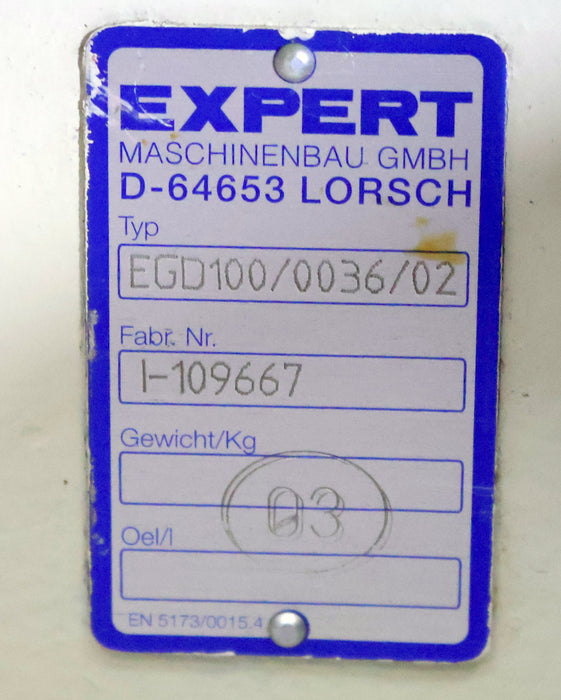 EXPERT
MASCHINENBAU GMBH
D-64653 LORSCH
Typ
EGD100/0036/02
Fabr. Nr.
I-109667
Gewicht/Kg
03
Oel/l
EN 5173/0015.4